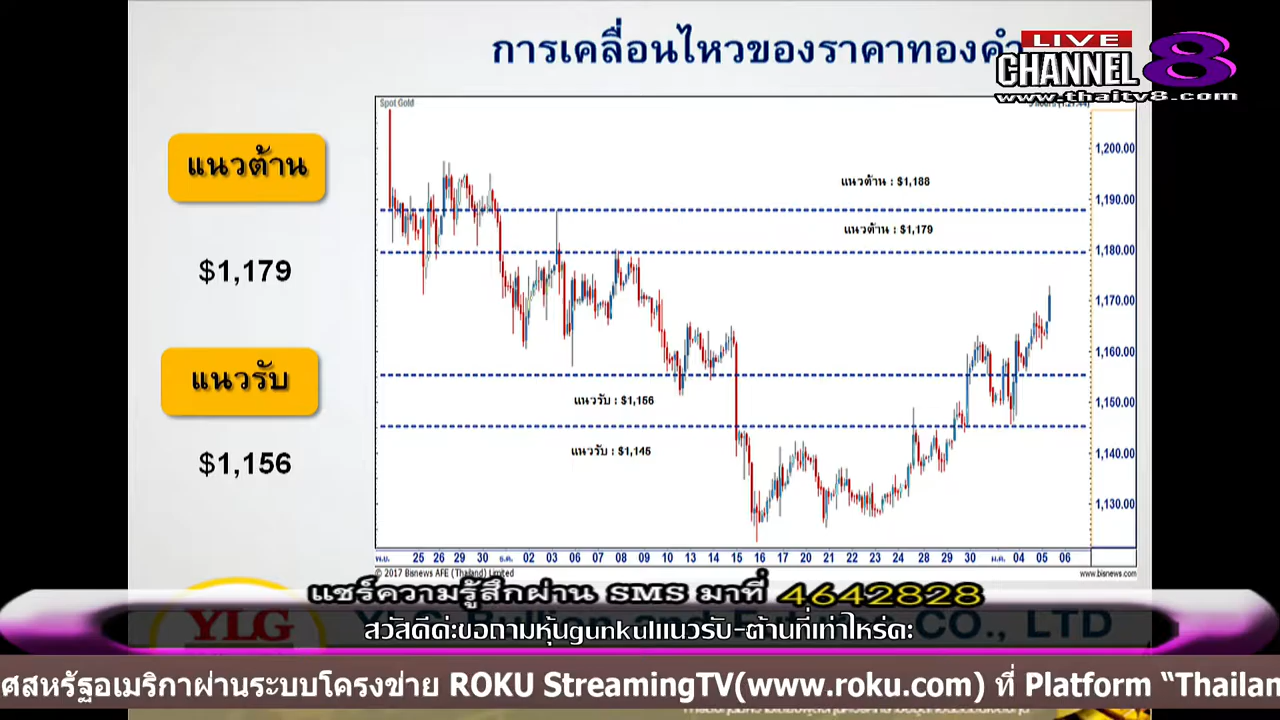 การเคลื่อนไหวของราคาทองคำ
LIVE
CHANNEL 8
www.thaitv8.com
Spot Gold
แนวต้าน
$1,179
แนวรับ
$1,156
แนวต้าน : $1,188
แนวต้าน : $1,179
แนวรับ : $1,156
แนวรับ : $1,145
1,200.00
1,190.00
1,180.00
1,170.00
1,160.00
1,150.00
1,140.00
1,130.00
พ.ย. 25 26 29 30 ธ.ค. 02 03 06 07 08 09 10 13 14 15 16 17 20 21 22 23 24 28 29 30 ม.ค. 04 05 06
© 2017 Bisnews AFE (Thailand) Limited
www.bisnews.com
แชร์ความรู้สึกผ่าน SMS มาที่ 4642828
YLG
CO., LTD
สวัสดีค่ะขอถามหุ้นgunkulแนวรับ-ต้านที่เท่าไหร่คะ
ศสหรัฐอเมริกาผ่านระบบโครงข่าย ROKU StreamingTV(www.roku.com) ที่ Platform “Thailan